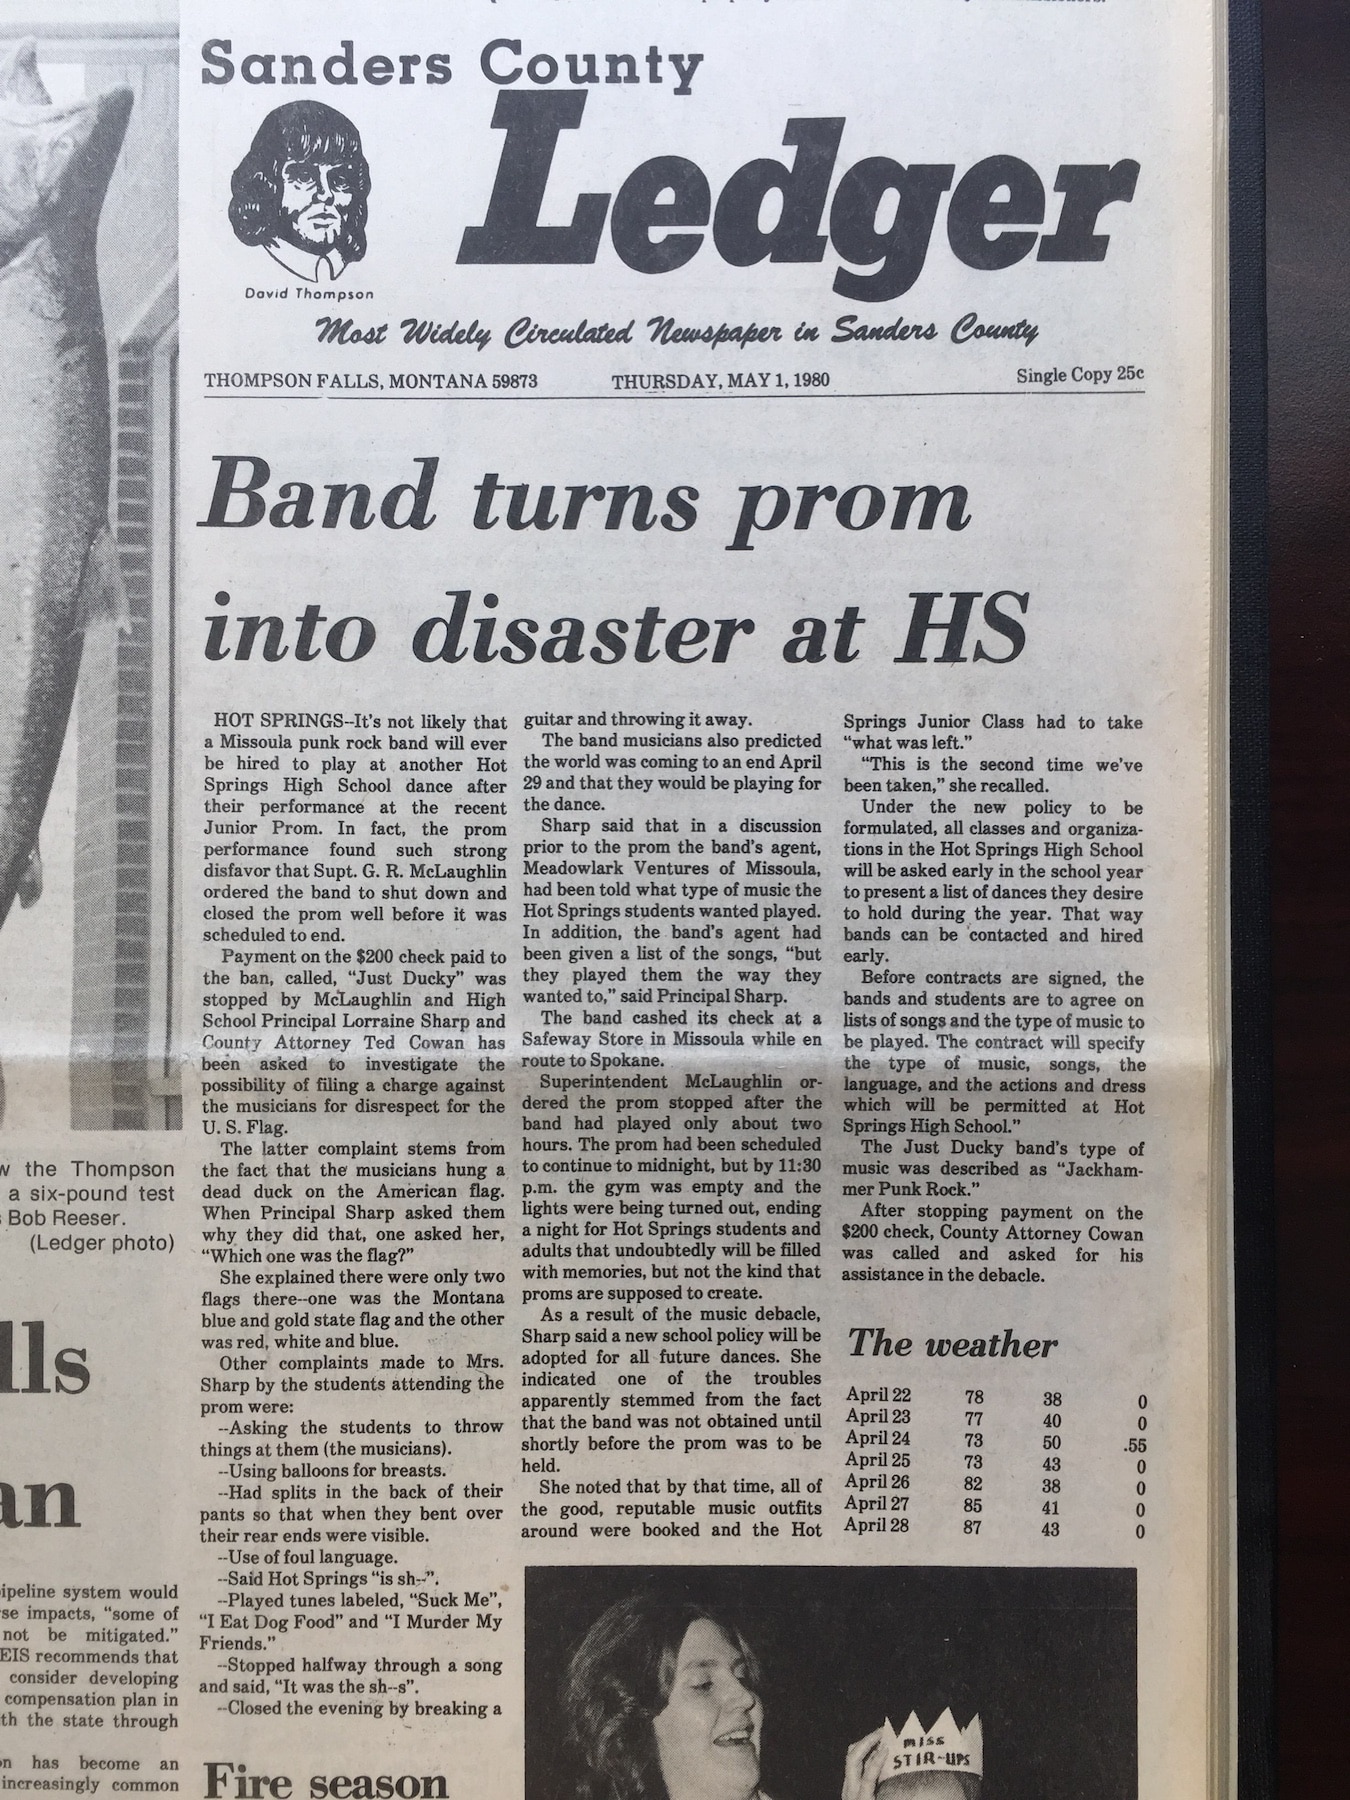 Sanders County
Ledger
David Thompson
Most Widely Circulated Newspaper in Sanders County
THOMPSON FALLS, MONTANA 59873 THURSDAY, MAY 1, 1980 Single Copy 25c
Band turns prom
into disaster at HS
HOT SPRINGS--It's not likely that
a Missoula punk rock band will ever
be hired to play at another Hot
Springs High School dance after
their performance at the recent
Junior Prom. In fact, the prom
performance found such strong
disfavor that Supt. G. R. McLaughlin
ordered the band to shut down and
closed the prom well before it was
scheduled to end.
Payment on the $200 check paid to
the ban, called, "Just Ducky" was
stopped by McLaughlin and High
School Principal Lorraine Sharp and
County Attorney Ted Cowan has
been asked to investigate the
possibility of filing a charge against
the musicians for disrespect for the
U. S. Flag.
The latter complaint stems from
the fact that the musicians hung a
dead duck on the American flag.
When Principal Sharp asked them
why they did that, one asked her,
"Which one was the flag?"
She explained there were only two
flags there--one was the Montana
blue and gold state flag and the other
was red, white and blue.
Other complaints made to Mrs.
Sharp by the students attending the
prom were:
--Asking the students to throw
things at them (the musicians).
--Using balloons for breasts.
--Had splits in the back of their
pants so that when they bent over
their rear ends were visible.
--Use of foul language.
--Said Hot Springs "is sh--".
--Played tunes labeled, "Suck Me",
"I Eat Dog Food" and "I Murder My
Friends."
--Stopped halfway through a song
and said, "It was the sh--s".
--Closed the evening by breaking a
guitar and throwing it away.
The band musicians also predicted
the world was coming to an end April
29 and that they would be playing for
the dance.
Sharp said that in a discussion
prior to the prom the band's agent,
Meadowlark Ventures of Missoula,
had been told what type of music the
Hot Springs students wanted played.
In addition, the band's agent had
been given a list of the songs, "but
they played them the way they
wanted to," said Principal Sharp.
The band cashed its check at a
Safeway Store in Missoula while en
route to Spokane.
Superintendent McLaughlin or-
dered the prom stopped after the
band had played only about two
hours. The prom had been scheduled
to continue to midnight, but by 11:30
p.m. the gym was empty and the
lights were being turned out, ending
a night for Hot Springs students and
adults that undoubtedly will be filled
with memories, but not the kind that
proms are supposed to create.
As a result of the music debacle,
Sharp said a new school policy will be
adopted for all future dances. She
indicated one of the troubles
apparently stemmed from the fact
that the band was not obtained until
shortly before the prom was to be
held.
She noted that by that time, all of
the good, reputable music outfits
around were booked and the Hot
Springs Junior Class had to take
"what was left."
"This is the second time we've
been taken," she recalled.
Under the new policy to be
formulated, all classes and organiza-
tions in the Hot Springs High School
will be asked early in the school year
to present a list of dances they desire
to hold during the year. That way
bands can be contacted and hired
early.
Before contracts are signed, the
bands and students are to agree on
lists of songs and the type of music to
be played. The contract will specify
the type of music, songs, the
language, and the actions and dress
which will be permitted at Hot
Springs High School."
The Just Ducky band's type of
music was described as "Jackham-
mer Punk Rock."
After stopping payment on the
$200 check, County Attorney Cowan
was called and asked for his
assistance in the debacle.
The weather
April 22 78 38 0
April 23 77 40 0
April 24 73 50 .55
April 25 73 43 0
April 26 82 38 0
April 27 85 41 0
April 28 87 43 0
MISS
STIR-UPS
Fire season
the Thompson
a six-pound test
Bob Reeser.
(Ledger photo)
lls
an
pipeline system would
impacts, "some of
not be mitigated."
EIS recommends that
consider developing
compensation plan in
the state through
has become an
increasingly common